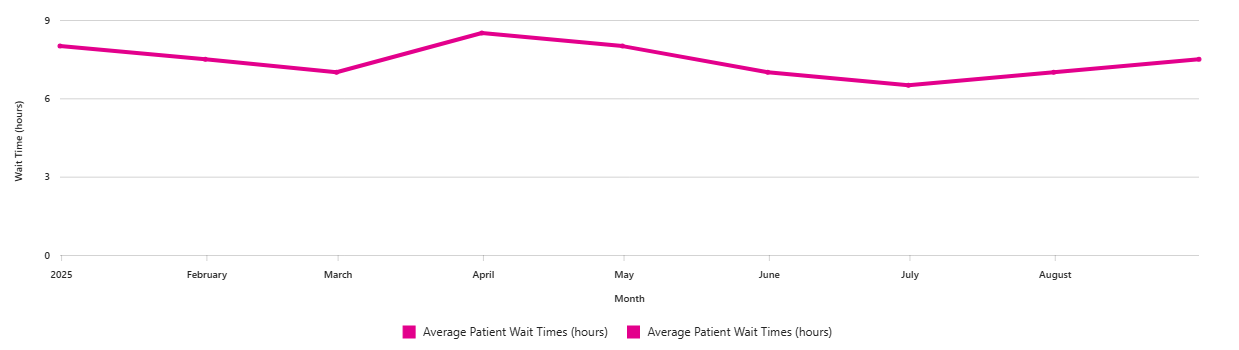 9
6
3
0
Wait Time (hours)
2025 February March April May June July August
Month
Average Patient Wait Times (hours) Average Patient Wait Times (hours)